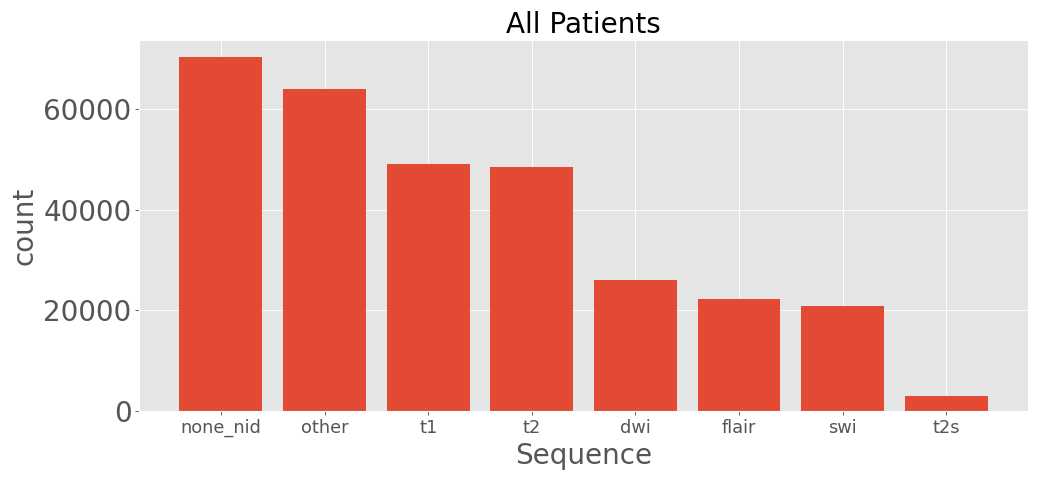 All Patients
count
60000
40000
20000
0
none_nid other t1 t2 dwi flair swi t2s
Sequence